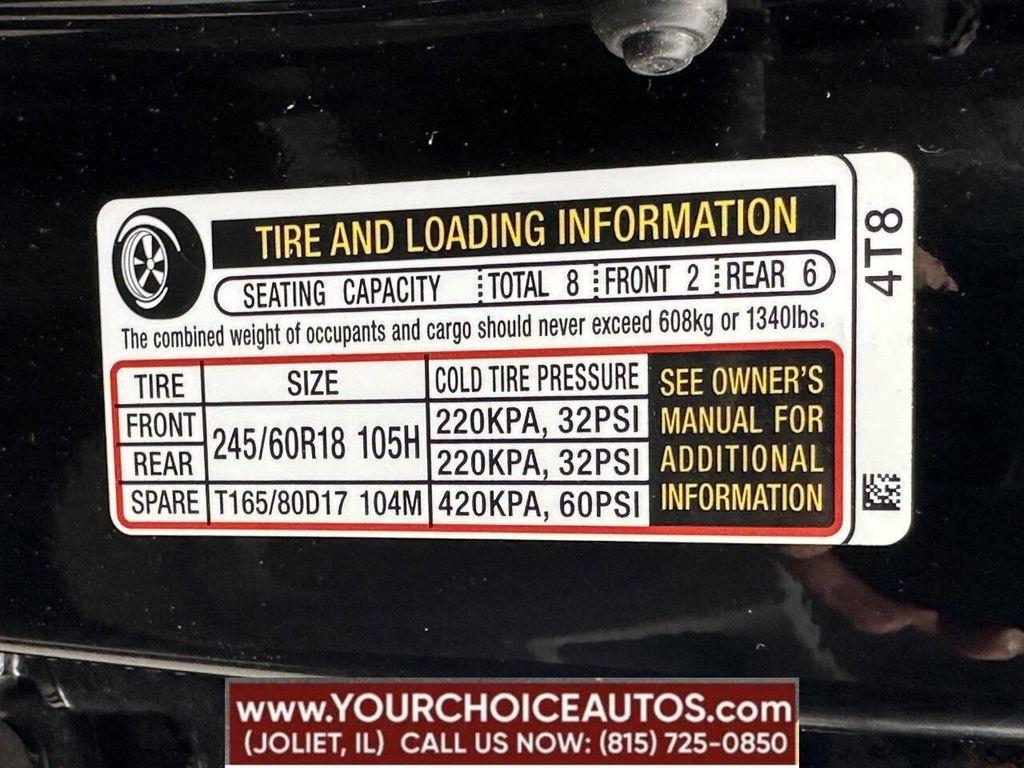 TIRE AND LOADING INFORMATION
SEATING CAPACITY TOTAL 8 FRONT 2 REAR 6
The combined weight of occupants and cargo should never exceed 608kg or 1340lbs.
TIRE SIZE COLD TIRE PRESSURE
FRONT 245/60R18 105H 220KPA, 32PSI
REAR 220KPA, 32PSI
SPARE T165/80D17 104M 420KPA, 60PSI
SEE OWNER'S
MANUAL FOR
ADDITIONAL
INFORMATION
4T8
www.YOURCHOICEAUTOS.com
(JOLIET, IL) CALL US NOW: (815) 725-0850